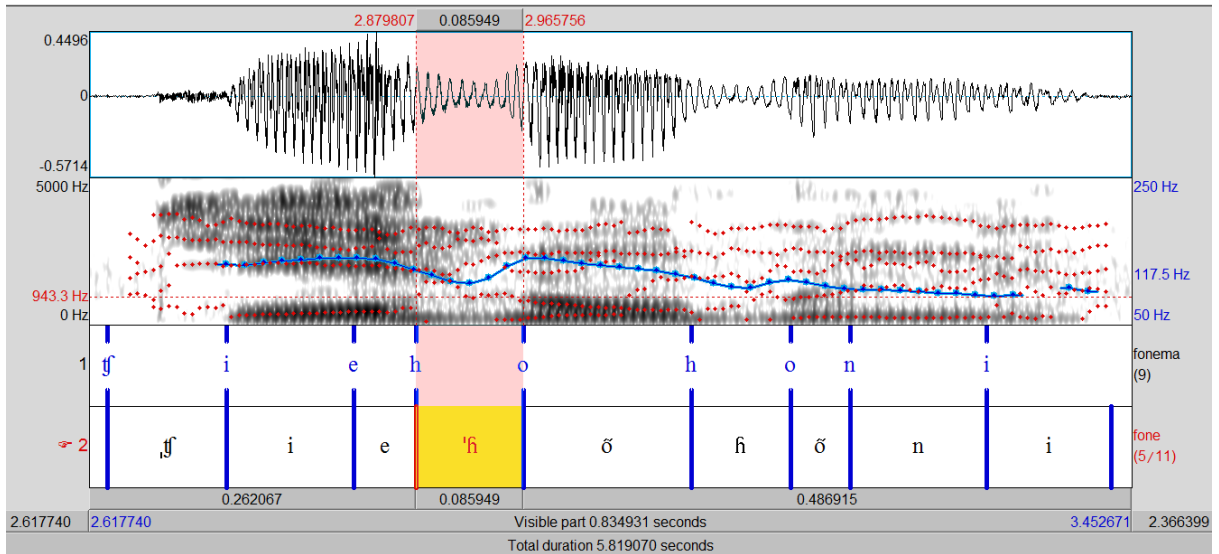 2.879807 0.085949 2.965756
0.4496
0
-0.5714
5000 Hz 250 Hz
117.5 Hz
943.3 Hz
0 Hz 50 Hz
1 ʧ i e h o h o n i fonema
(9)
☞ 2 ˌʧ i e ˈɦ ṍ ɦ ṍ n i fone
(5/11)
0.262067 0.085949 0.486915
2.617740 2.617740 Visible part 0.834931 seconds 3.452671 2.366399
Total duration 5.819070 seconds